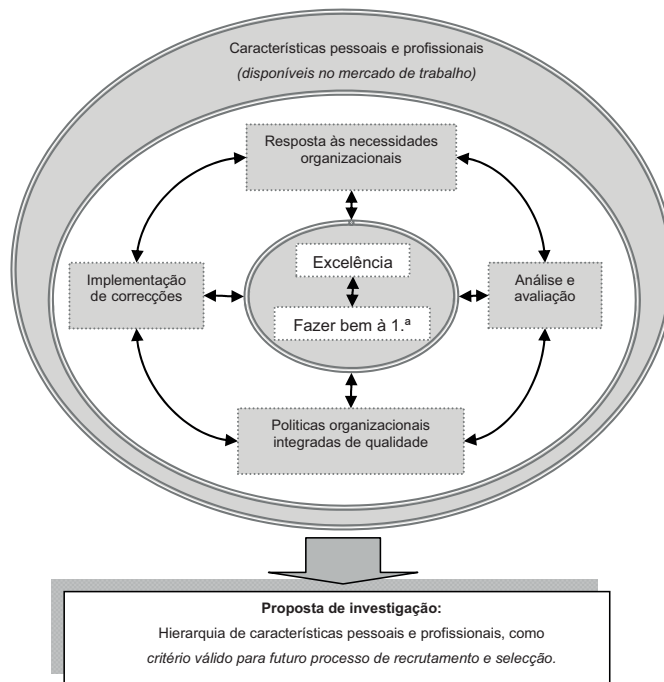 Características pessoais e profissionais
(disponíveis no mercado de trabalho)
Resposta às necessidades
organizacionais
Excelência
Implementação
de correcções
Análise e
avaliação
Fazer bem à 1.ª
Politicas organizacionais
integradas de qualidade
Proposta de investigação:
Hierarquia de características pessoais e profissionais, como
critério válido para futuro processo de recrutamento e selecção.